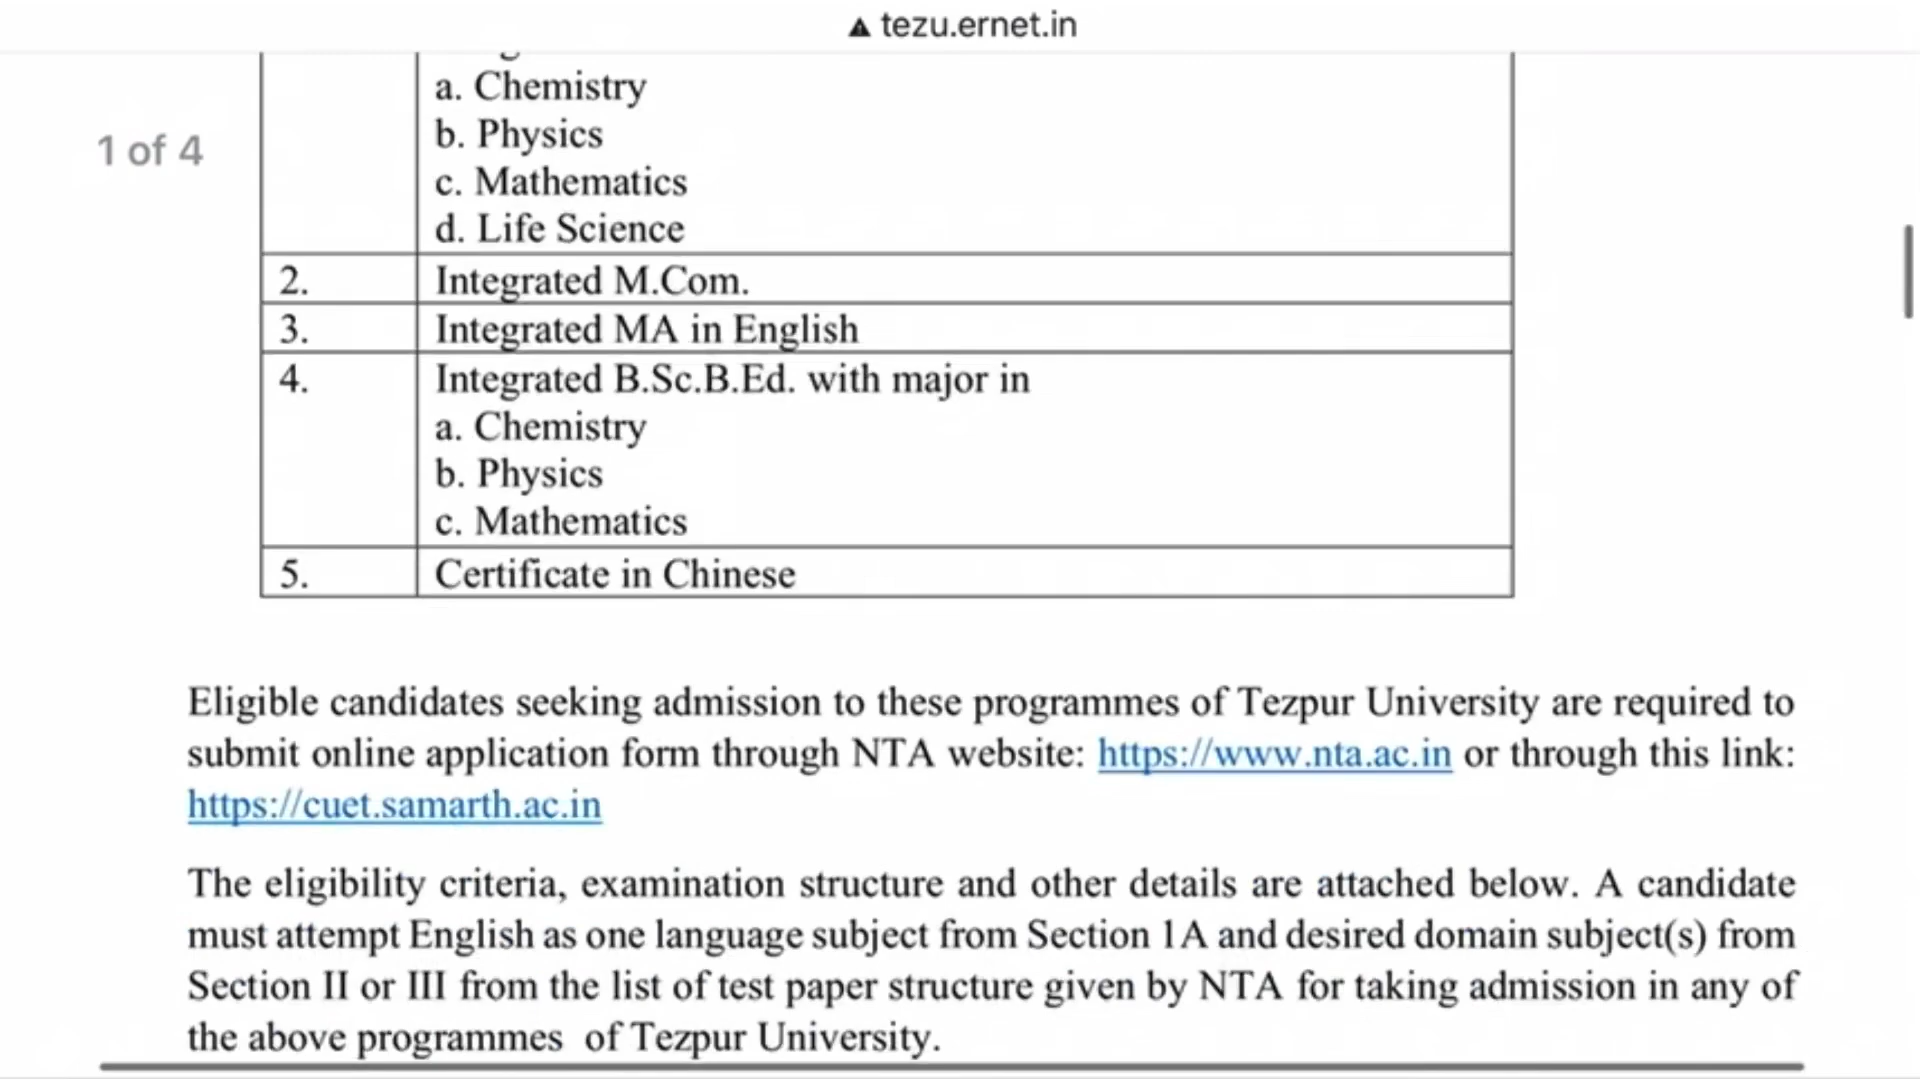 tezu.ernet.in
1 of 4
a. Chemistry
b. Physics
c. Mathematics
d. Life Science
2. Integrated M.Com.
3. Integrated MA in English
4. Integrated B.Sc.B.Ed. with major in
a. Chemistry
b. Physics
c. Mathematics
5. Certificate in Chinese
Eligible candidates seeking admission to these programmes of Tezpur University are required to
submit online application form through NTA website: https://www.nta.ac.in or through this link:
https://cuet.samarth.ac.in
The eligibility criteria, examination structure and other details are attached below. A candidate
must attempt English as one language subject from Section 1A and desired domain subject(s) from
Section II or III from the list of test paper structure given by NTA for taking admission in any of
the above programmes of Tezpur University.